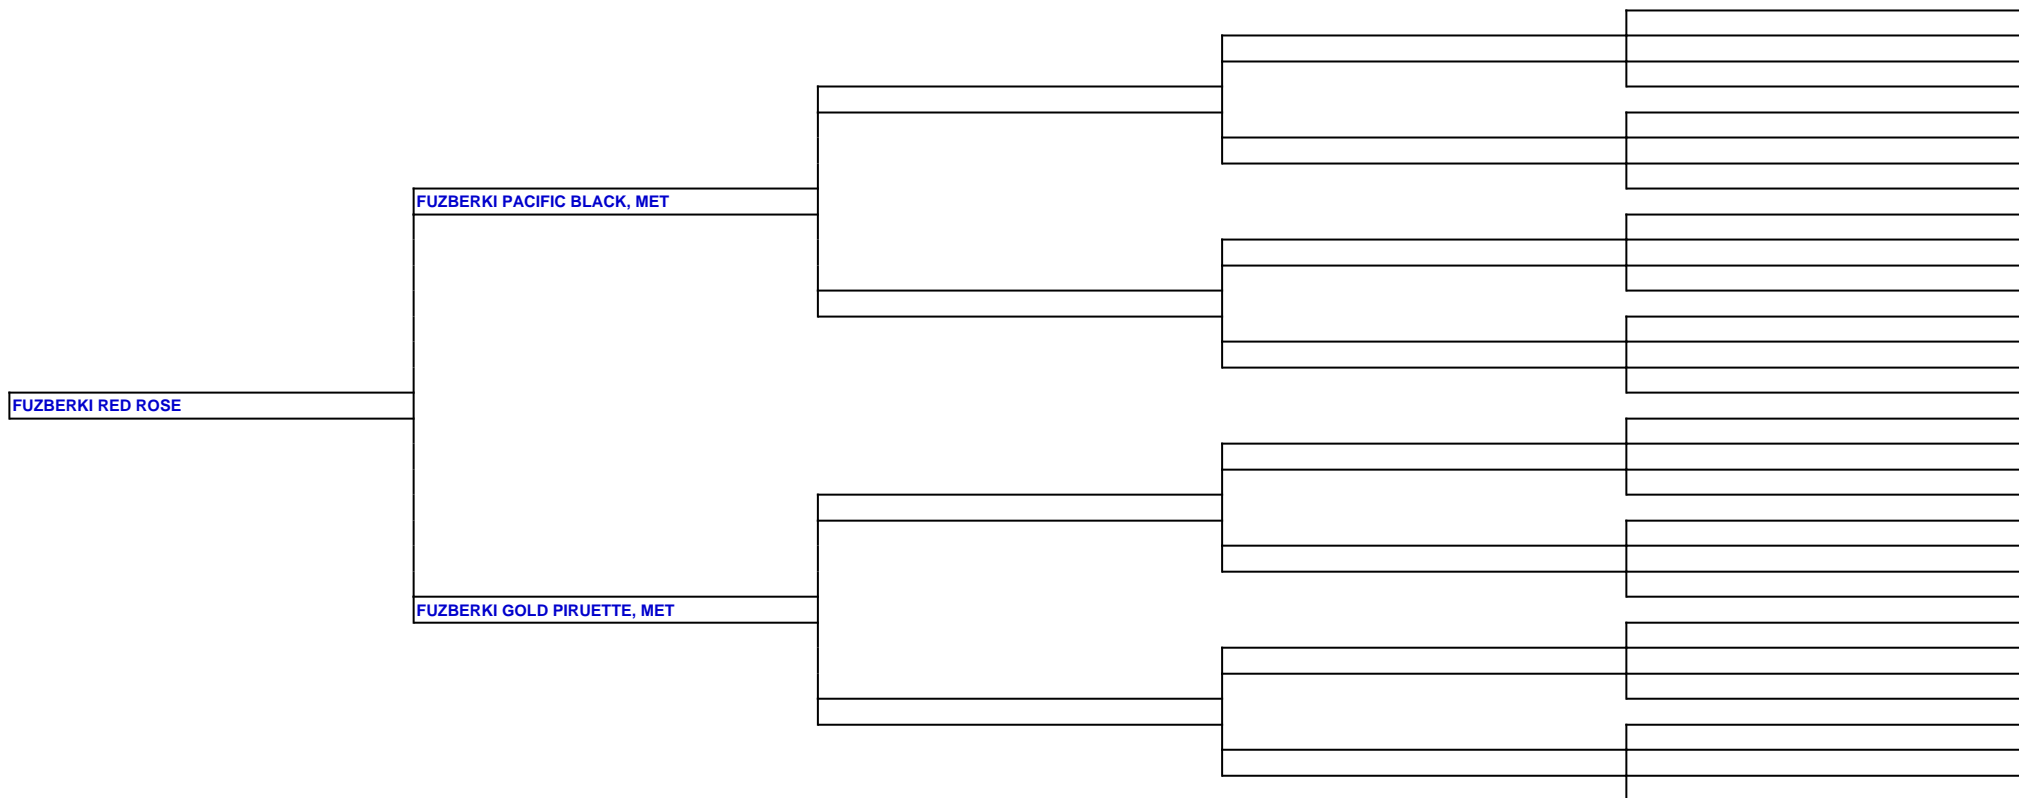 FUZBERKI PACIFIC BLACK, MET
FUZBERKI RED ROSE
FUZBERKI GOLD PIRUETTE, MET